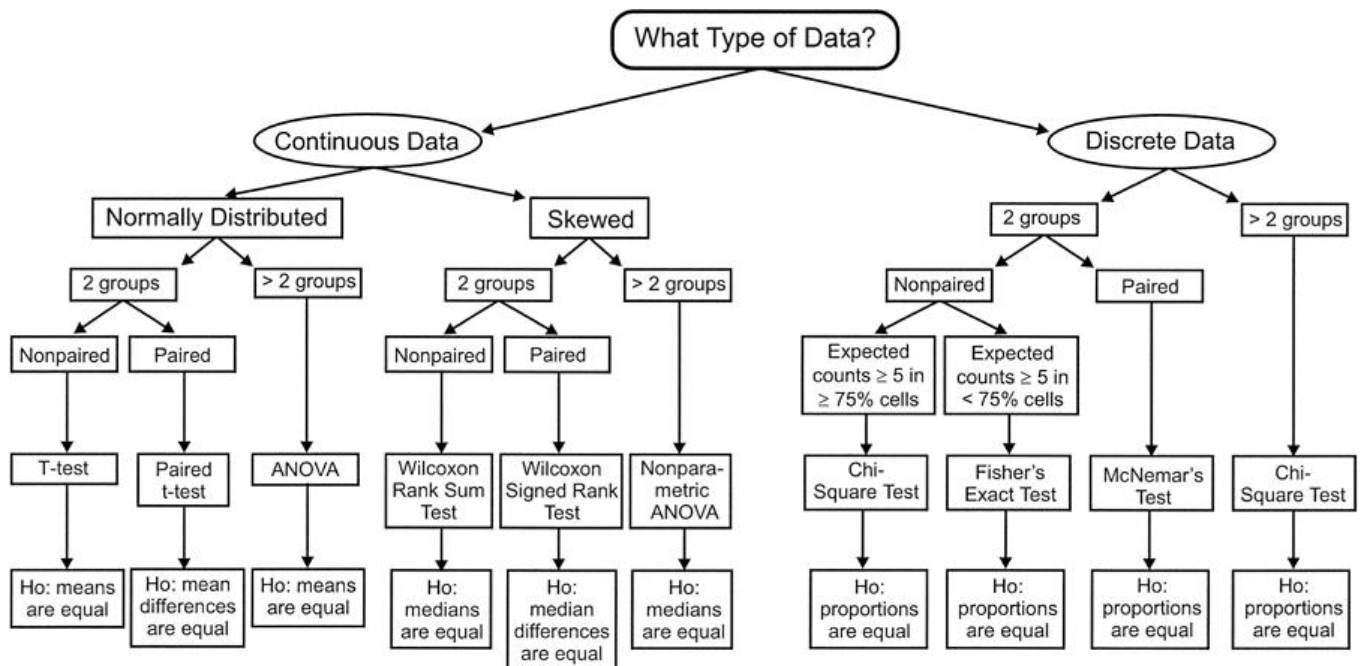 What Type of Data?
Continuous Data
Discrete Data
Normally Distributed
Skewed
2 groups
> 2 groups
2 groups
> 2 groups
2 groups
> 2 groups
Nonpaired
Paired
Nonpaired
Paired
Nonpaired
Paired
Expected
counts ≥ 5 in
≥ 75% cells
Expected
counts ≥ 5 in
< 75% cells
T-test
Paired
t-test
ANOVA
Wilcoxon
Rank Sum
Test
Wilcoxon
Signed Rank
Test
Nonpara-
metric
ANOVA
Chi-
Square Test
Fisher's
Exact Test
McNemar's
Test
Chi-
Square Test
Ho: means
are equal
Ho: mean
differences
are equal
Ho: means
are equal
Ho:
medians
are equal
Ho:
median
differences
are equal
Ho:
medians
are equal
Ho:
proportions
are equal
Ho:
proportions
are equal
Ho:
proportions
are equal
Ho:
proportions
are equal